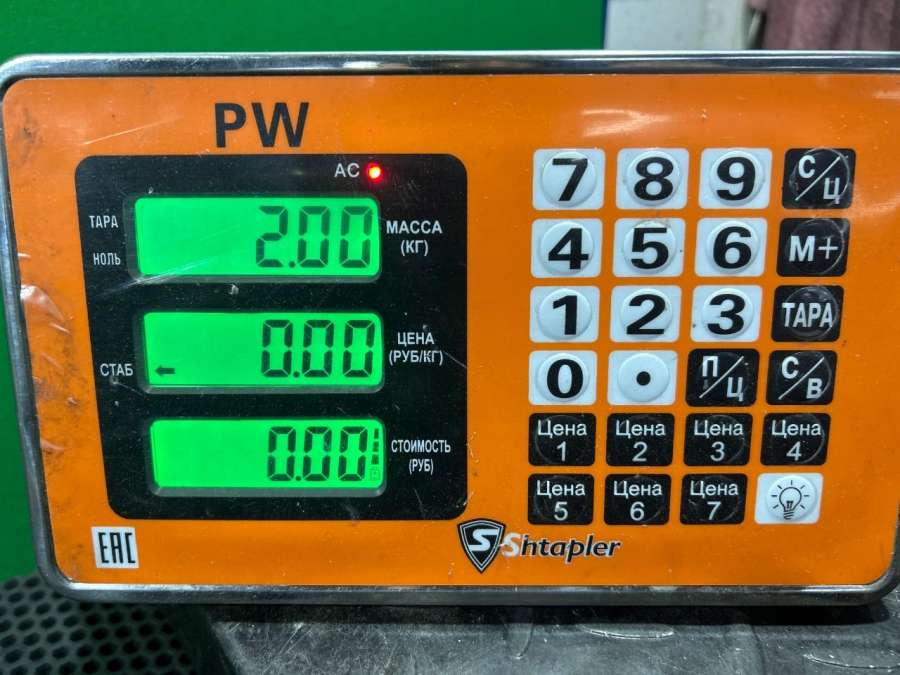 PW
AC
ТАРА
НОЛЬ
2.00
МАССА
(КГ)
СТАБ
0.00
ЦЕНА
(РУБ/КГ)
0.00
СТОИМОСТЬ
(РУБ)
7 8 9 С/Ц
4 5 6 М+
1 2 3 ТАРА
0 . П/Ц С/В
Цена 1 Цена 2 Цена 3 Цена 4
Цена 5 Цена 6 Цена 7
EAC
S Shtapler